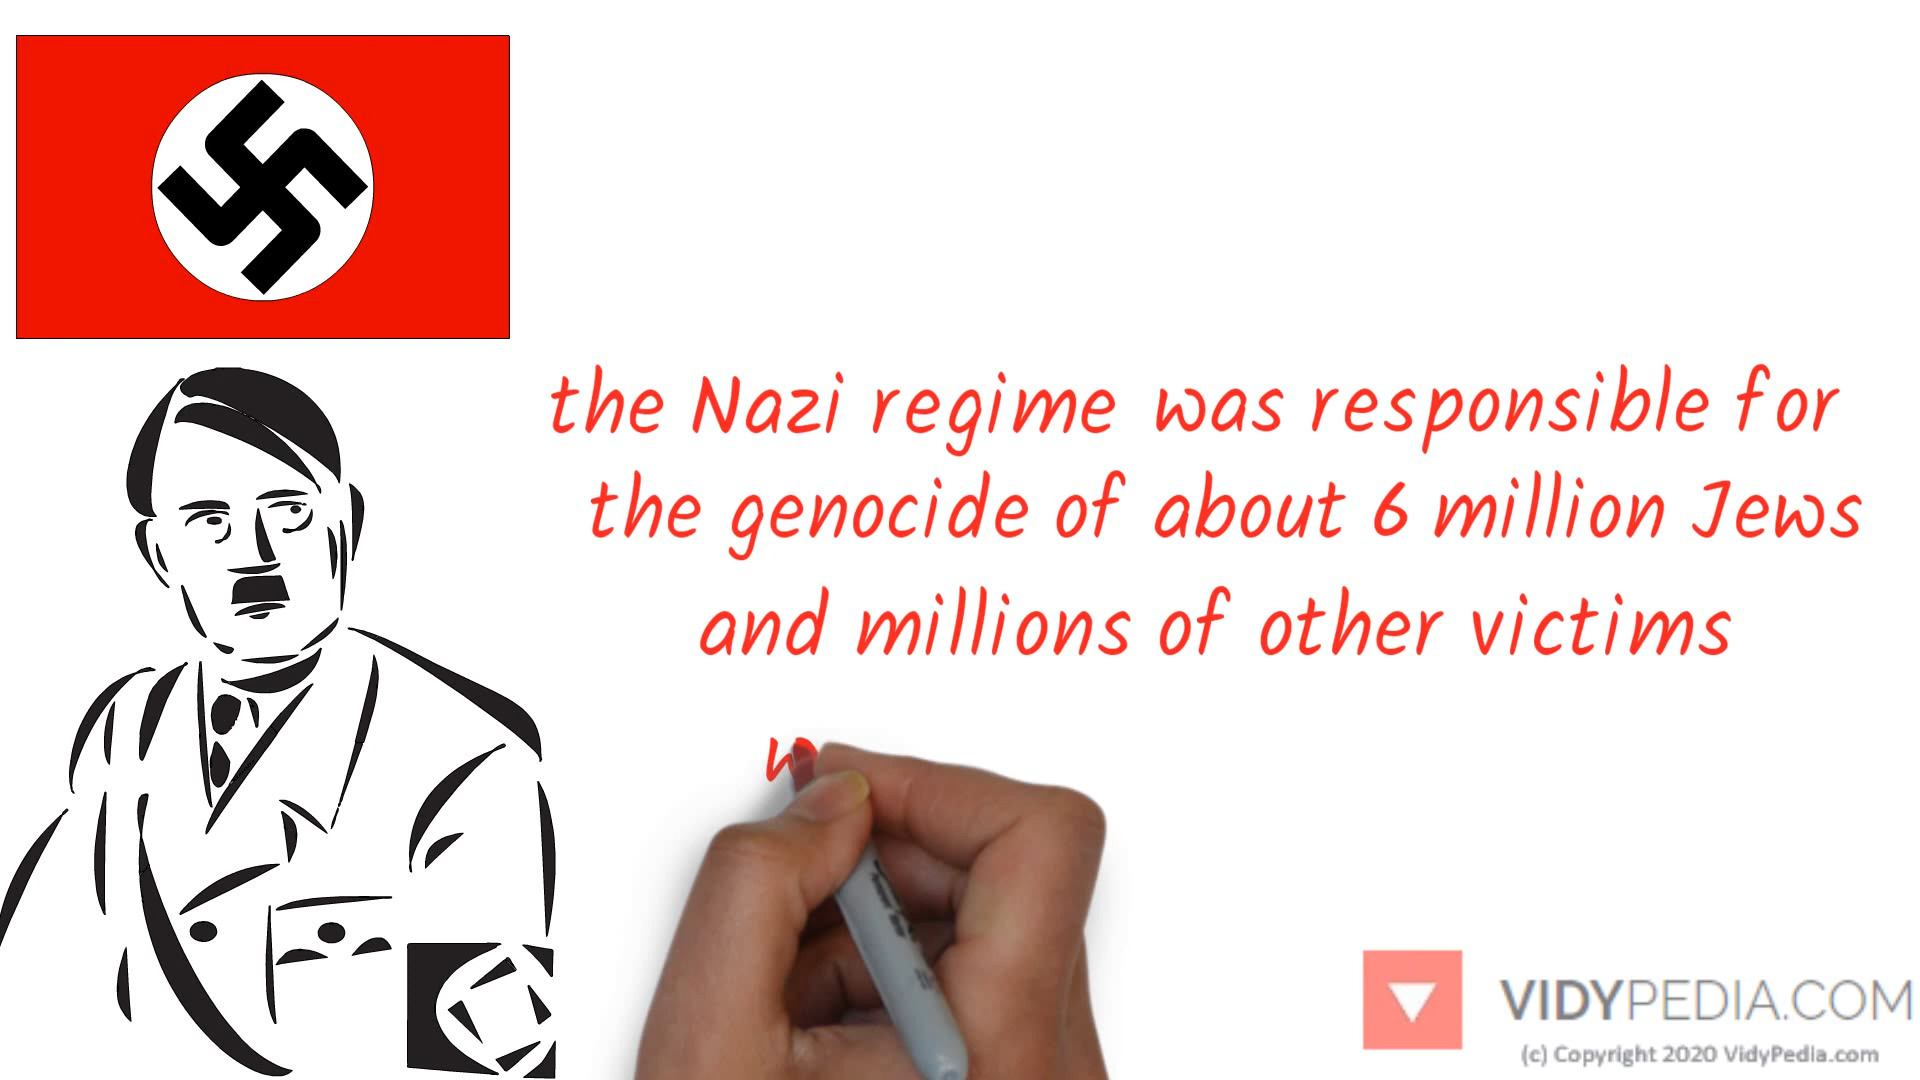 the Nazi regime was responsible for
the genocide of about 6 million Jews
and millions of other victims
VIDYPEDIA.COM
(c) Copyright 2020 VidyPedia.com